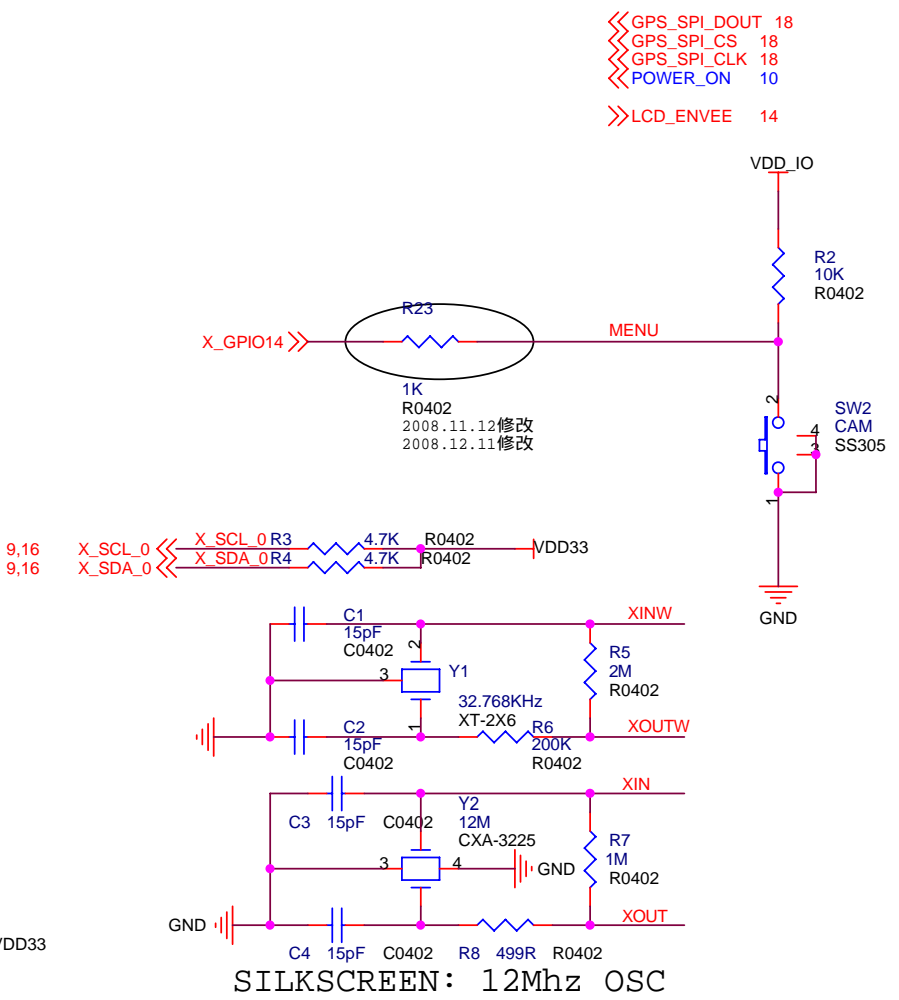 GPS_SPI_DOUT 18
GPS_SPI_CS 18
GPS_SPI_CLK 18
POWER_ON 10
LCD_ENVEE 14
VDD_IO
R2
10K
R0402
R23
X_GPIO14
MENU
1K
R0402
2008.11.12修改
2008.12.11修改
2
SW2
CAM
SS305
4
3
1
GND
9,16 X_SCL_0 X_SCL_0 R3 4.7K R0402
9,16 X_SDA_0 X_SDA_0 R4 4.7K R0402
VDD33
C1
15pF
C0402
XINW
2
3
Y1
R5
2M
R0402
32.768KHz
XT-2X6
1
C2
15pF
C0402
R6
200K
R0402
XOUTW
XIN
C3 15pF C0402
Y2
12M
CXA-3225
3
4
GND
R7
1M
R0402
GND
XOUT
C4 15pF C0402 R8 499R R0402
VDD33
SILKSCREEN: 12Mhz OSC